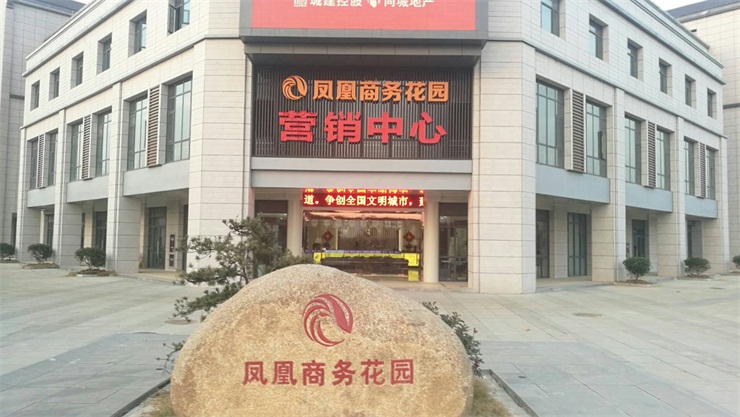 城建控股 同城地产
凤凰商务花园
营销中心
道。争创全国文明城市，
凤凰商务花园